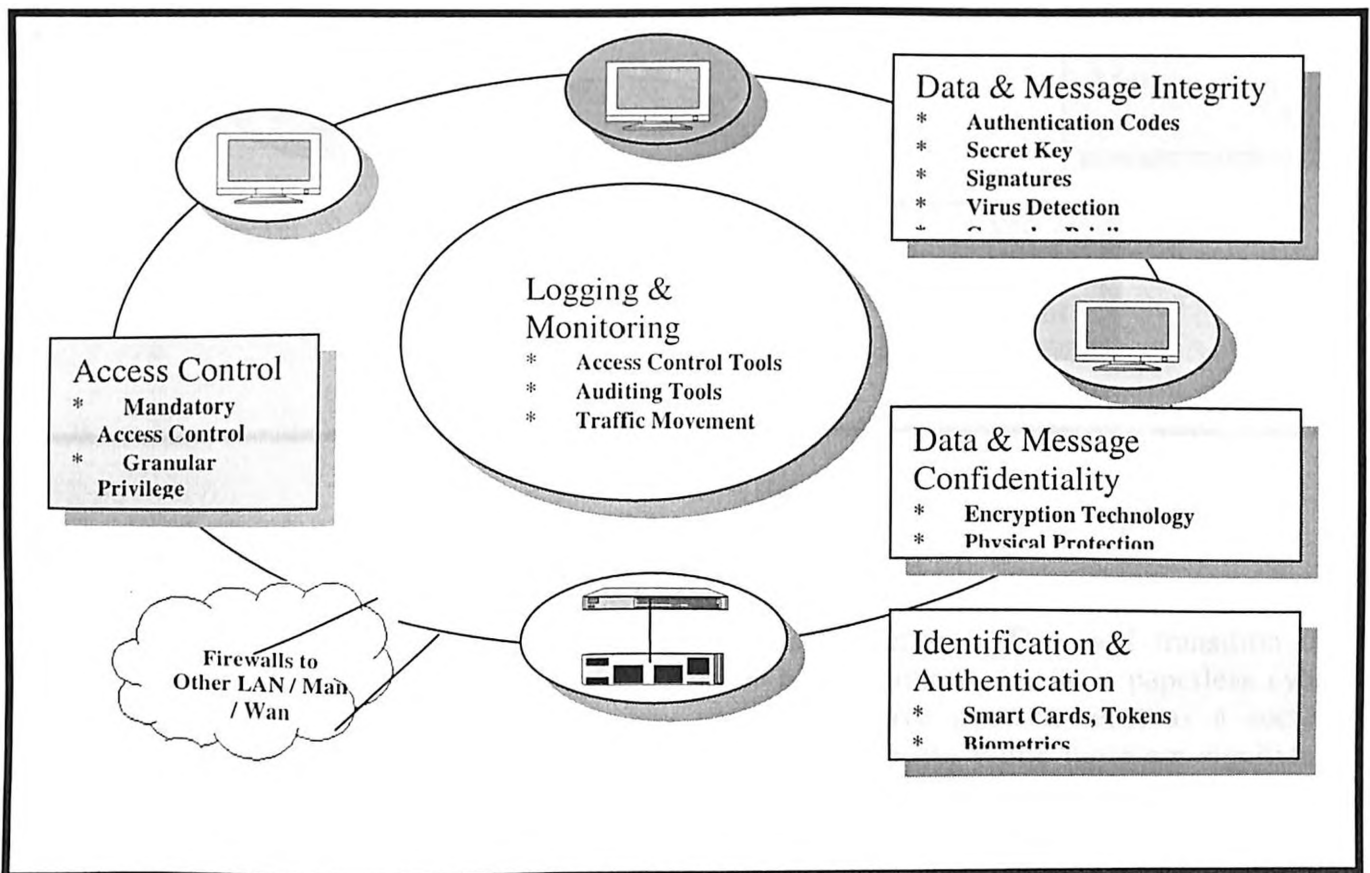 Data & Message Integrity
* Authentication Codes
* Secret Key
* Signatures
* Virus Detection
*
Logging &
Monitoring
* Access Control Tools
* Auditing Tools
* Traffic Movement
Access Control
* Mandatory
* Access Control
* Granular
Privilege
Data & Message
Confidentiality
* Encryption Technology
* Physical Protection
Firewalls to
Other LAN / Man
/ Wan
Identification &
Authentication
* Smart Cards, Tokens
* Biometrics